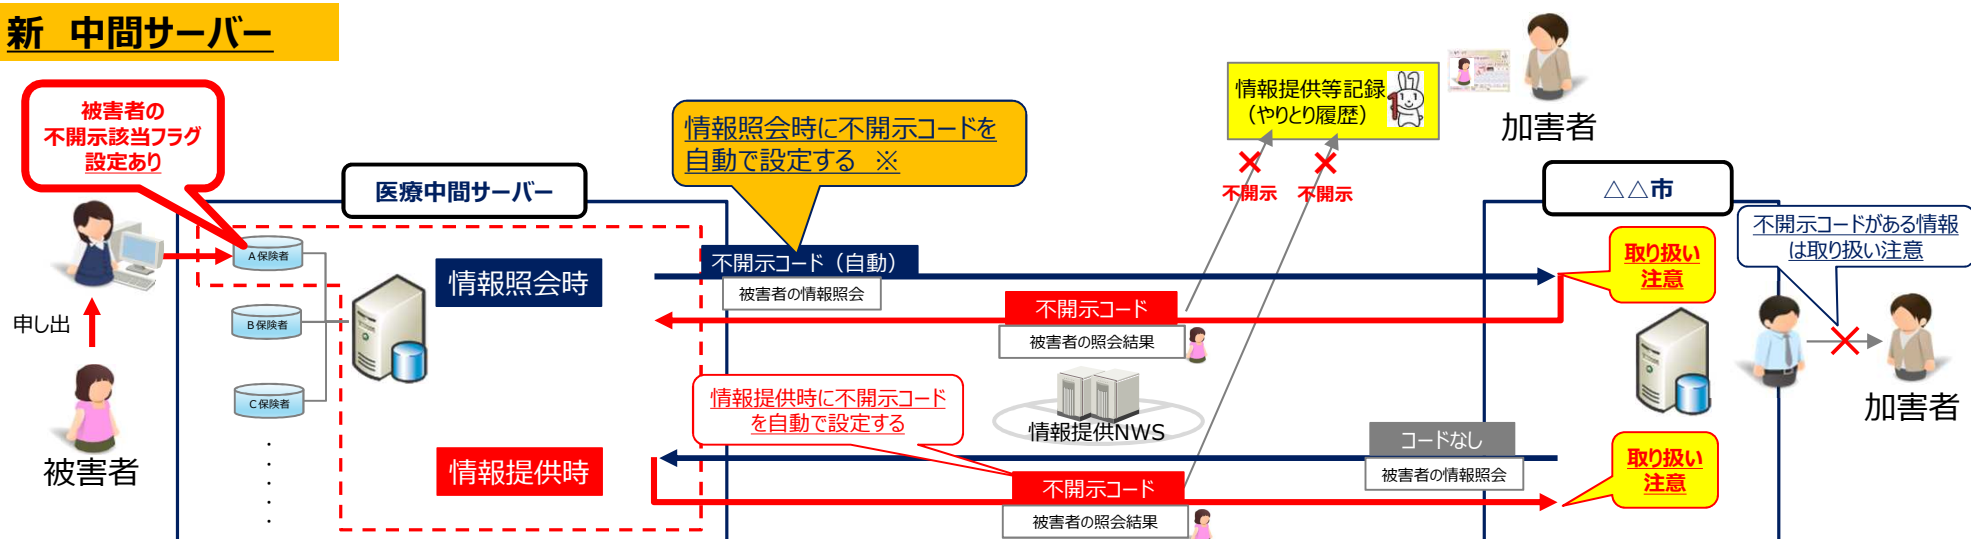 新 中間サーバー
被害者の
不開示該当フラグ
設定あり
医療中間サーバー
情報照会時に不開示コードを
自動で設定する ※
情報提供等記録
（やりとり履歴）
加害者
△△市
不開示
不開示
不開示コードがある情報
は取り扱い注意
A保険者
情報照会時
不開示コード（自動）
被害者の情報照会
取り扱い
注意
申し出
B保険者
不開示コード
被害者の照会結果
C保険者
情報提供時に不開示コード
を自動で設定する
情報提供NWS
加害者
被害者
情報提供時
コードなし
被害者の情報照会
取り扱い
注意
不開示コード
被害者の照会結果